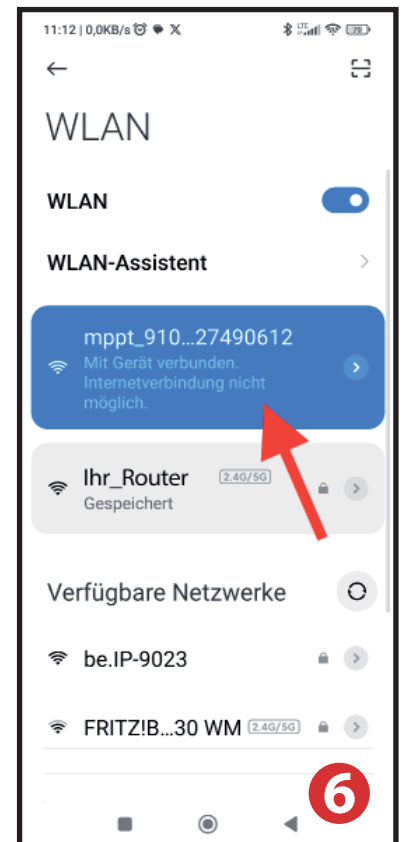 11:12 | 0,0KB/s
WLAN
WLAN
WLAN-Assistent
mppt_910...27490612
Mit Gerät verbunden.
Internetverbindung nicht
möglich.
Ihr_Router 2.4G/5G
Gespeichert
Verfügbare Netzwerke
be.IP-9023
FRITZ!B...30 WM 2.4G/5G
6